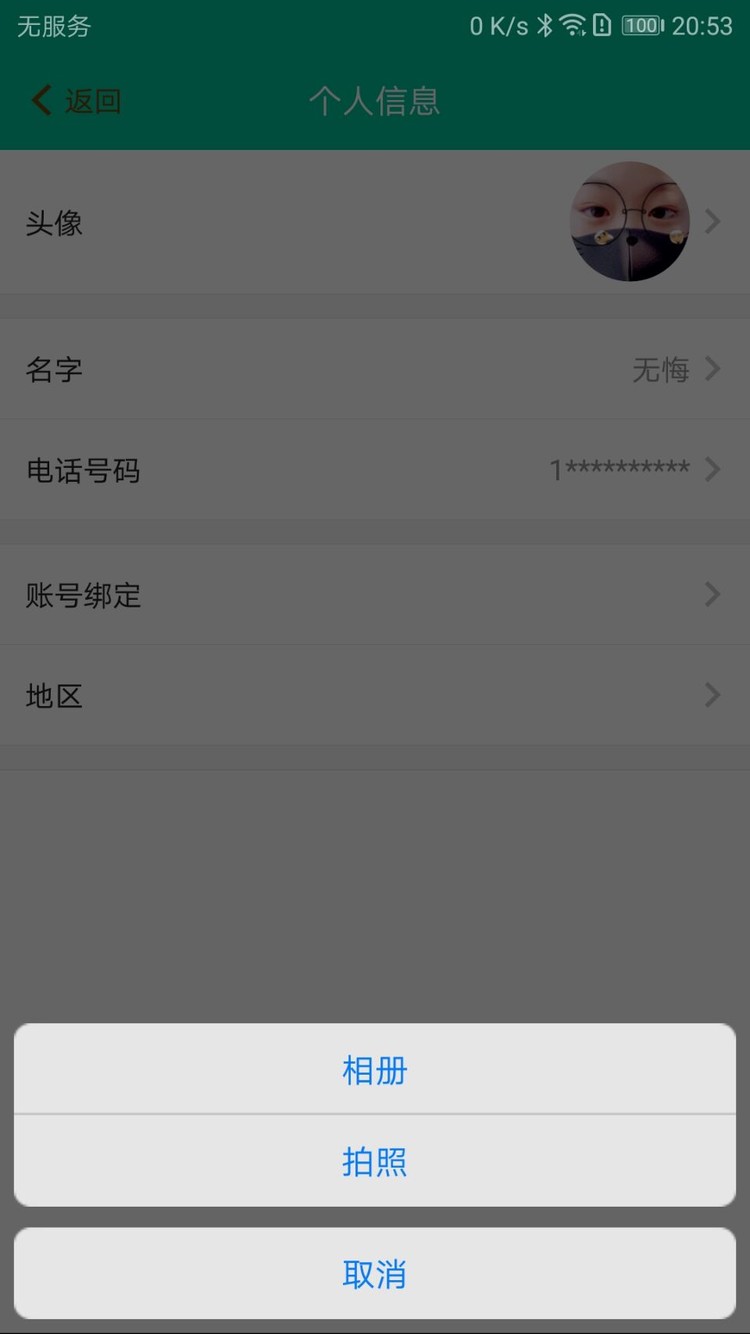 无服务 0 K/s 100 20:53
返回 个人信息
头像
名字 无悔
电话号码 1**********
账号绑定
地区
相册
拍照
取消